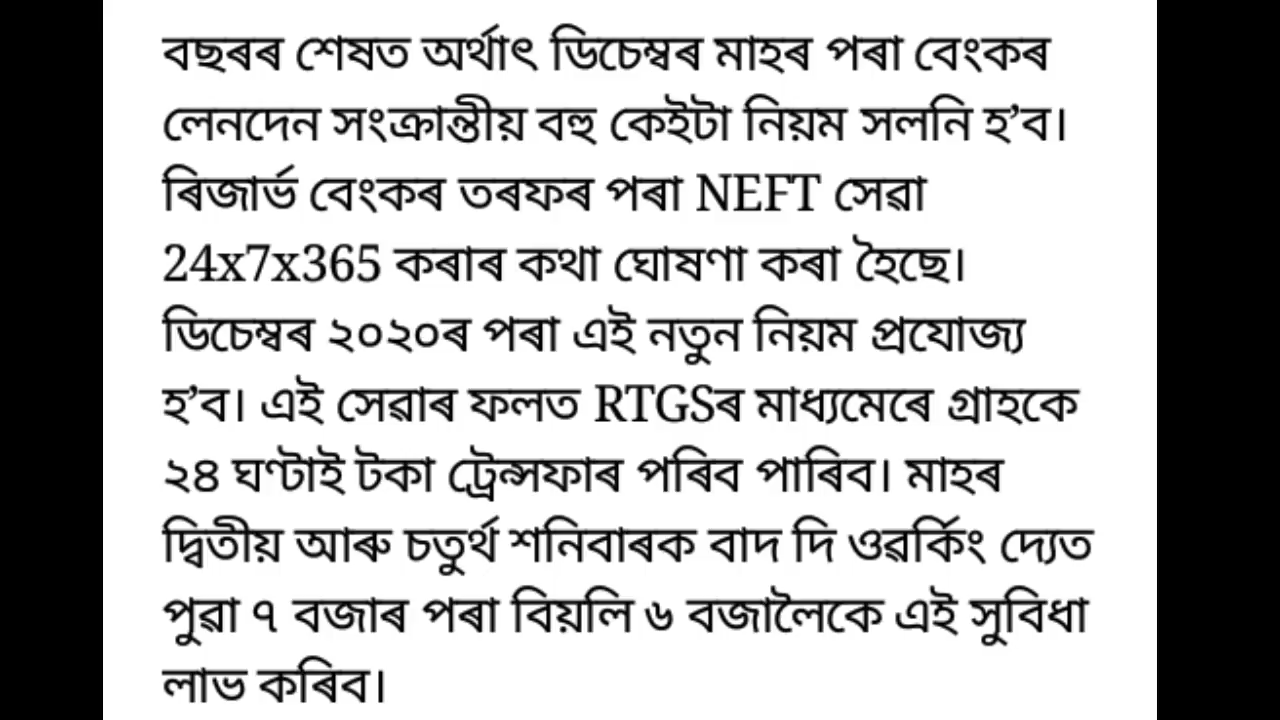 বছৰৰ শেষত অৰ্থাৎ ডিচেম্বৰ মাহৰ পৰা বেংকৰ
লেনদেন সংক্ৰান্তীয় বহু কেইটা নিয়ম সলনি হ’ব।
ৰিজাৰ্ভ বেংকৰ তৰফৰ পৰা NEFT সেৱা
24x7x365 কৰাৰ কথা ঘোষণা কৰা হৈছে।
ডিচেম্বৰ ২০২০ৰ পৰা এই নতুন নিয়ম প্ৰযোজ্য
হ’ব। এই সেৱাৰ ফলত RTGSৰ মাধ্যমেৰে গ্ৰাহকে
২৪ ঘণ্টাই টকা ট্ৰেন্সফাৰ পৰিব পাৰিব। মাহৰ
দ্বিতীয় আৰু চতুৰ্থ শনিবাৰক বাদ দি ওৱৰ্কিং দ্যেত
পুৱা ৭ বজাৰ পৰা বিয়লি ৬ বজালৈকে এই সুবিধা
লাভ কৰিব।